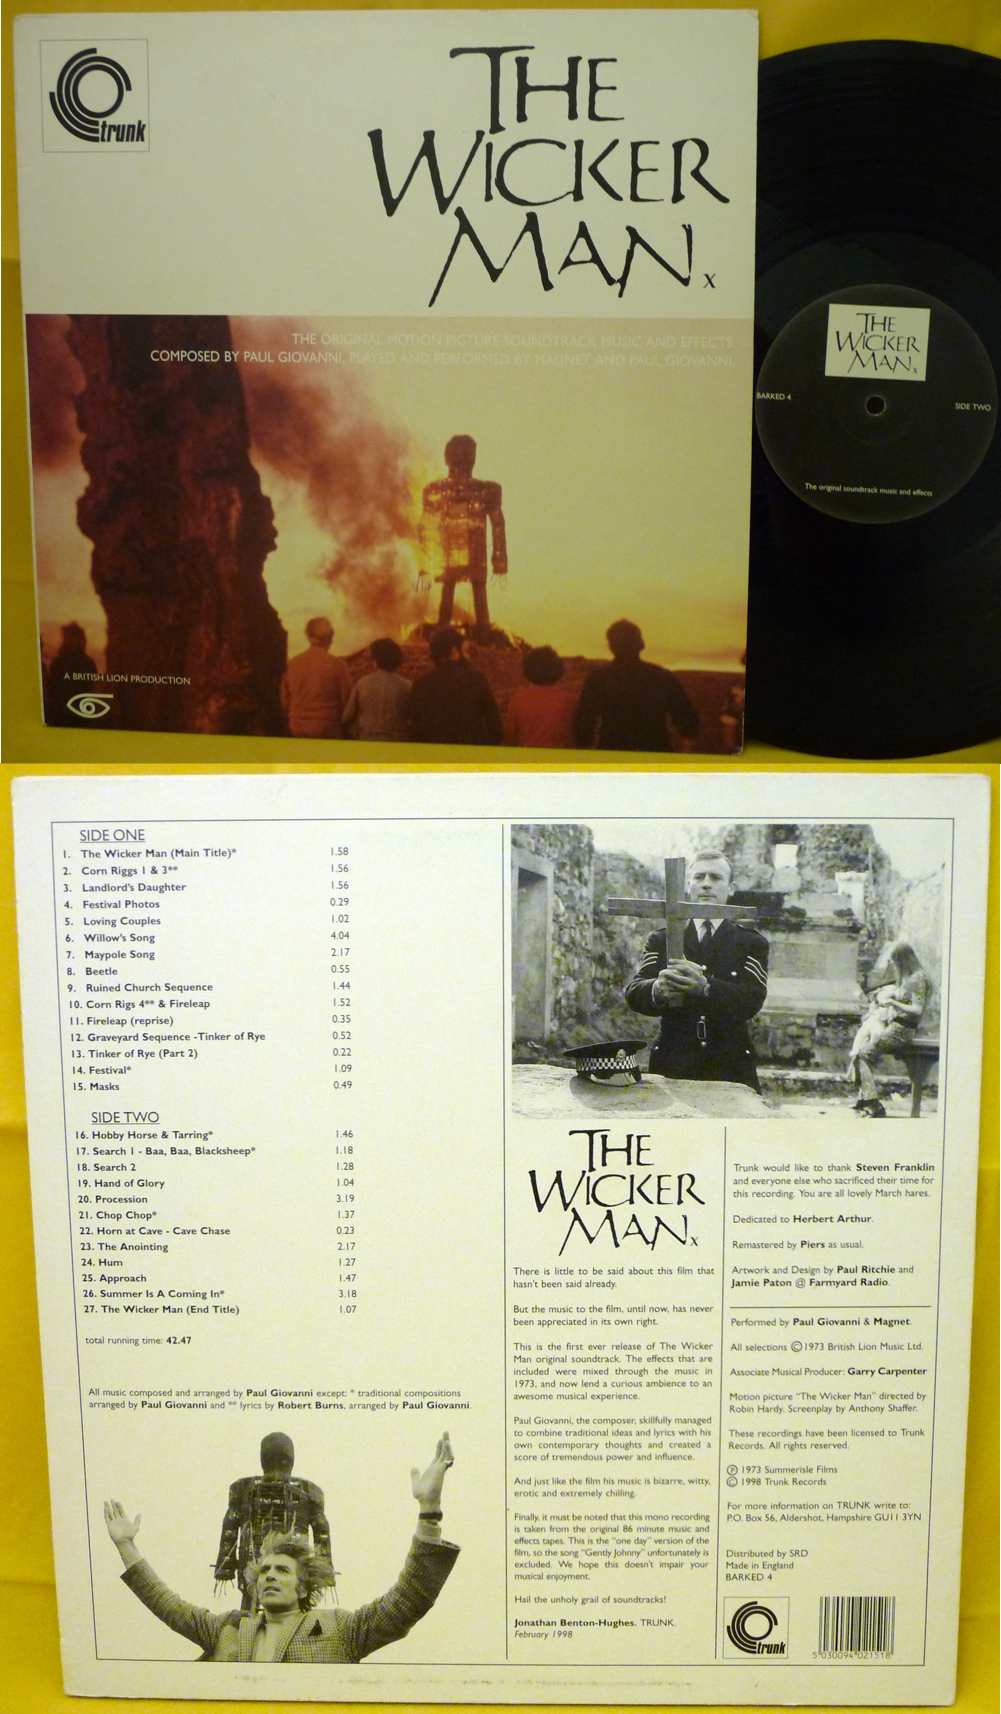 trunk
THE
WICKER
MAN x
THE ORIGINAL MOTION PICTURE SOUNDTRACK MUSIC AND EFFECTS.
COMPOSED BY PAUL GIOVANNI, PLAYED AND PERFORMED BY MAGNET AND PAUL GIOVANNI.
A BRITISH LION PRODUCTION
THE
WICKER
MAN x
BARKED 4
SIDE TWO
The original soundtrack music and effects
SIDE ONE
1. The Wicker Man (Main Title)* 1.58
2. Corn Riggs 1 & 3** 1.56
3. Landlord's Daughter 1.56
4. Festival Photos 0.29
5. Loving Couples 1.02
6. Willow's Song 4.04
7. Maypole Song 2.17
8. Beetle 0.55
9. Ruined Church Sequence 1.44
10. Corn Rigs 4** & Fireleap 1.52
11. Fireleap (reprise) 0.35
12. Graveyard Sequence -Tinker of Rye 0.52
13. Tinker of Rye (Part 2) 0.22
14. Festival* 1.09
15. Masks 0.49
SIDE TWO
16. Hobby Horse & Tarring* 1.46
17. Search 1 - Baa, Baa, Blacksheep* 1.18
18. Search 2 1.28
19. Hand of Glory 1.04
20. Procession 3.19
21. Chop Chop* 1.37
22. Horn at Cave - Cave Chase 0.23
23. The Anointing 2.17
24. Hum 1.27
25. Approach 1.47
26. Summer Is A Coming In* 3.18
27. The Wicker Man (End Title) 1.07
total running time: 42.47
All music composed and arranged by Paul Giovanni except: * traditional compositions
arranged by Paul Giovanni and ** lyrics by Robert Burns, arranged by Paul Giovanni.
THE
WICKER
MAN x
There is little to be said about this film that
hasn't been said already.
But the music to the film, until now, has never
been appreciated in its own right.
This is the first ever release of The Wicker
Man original soundtrack. The effects that are
included were mixed through the music in
1973, and now lend a curious ambience to an
awesome musical experience.
Paul Giovanni, the composer, skillfully managed
to combine traditional ideas and lyrics with his
own contemporary thoughts and created a
score of tremendous power and influence.
And just like the film his music is bizarre, witty,
erotic and extremely chilling.
Finally, it must be noted that this mono recording
is taken from the original 86 minute music and
effects tapes. This is the "one day" version of the
film, so the song "Gently Johnny" unfortunately is
excluded. We hope this doesn't impair your
musical enjoyment.
Hail the unholy grail of soundtracks!
Jonathan Benton-Hughes. TRUNK.
February 1998
Trunk would like to thank Steven Franklin
and everyone else who sacrificed their time for
this recording. You are all lovely March hares.
Dedicated to Herbert Arthur.
Remastered by Piers as usual.
Artwork and Design by Paul Ritchie and
Jamie Paton @ Farmyard Radio.
Performed by Paul Giovanni & Magnet.
All selections © 1973 British Lion Music Ltd.
Associate Musical Producer: Garry Carpenter
Motion picture "The Wicker Man" directed by
Robin Hardy. Screenplay by Anthony Shaffer.
These recordings have been licensed to Trunk
Records. All rights reserved.
℗ 1973 Summerisle Films
© 1998 Trunk Records
For more information on TRUNK write to:
P.O. Box 56, Aldershot, Hampshire GU11 3YN
Distributed by SRD
Made in England
BARKED 4
trunk
5 030094 021518